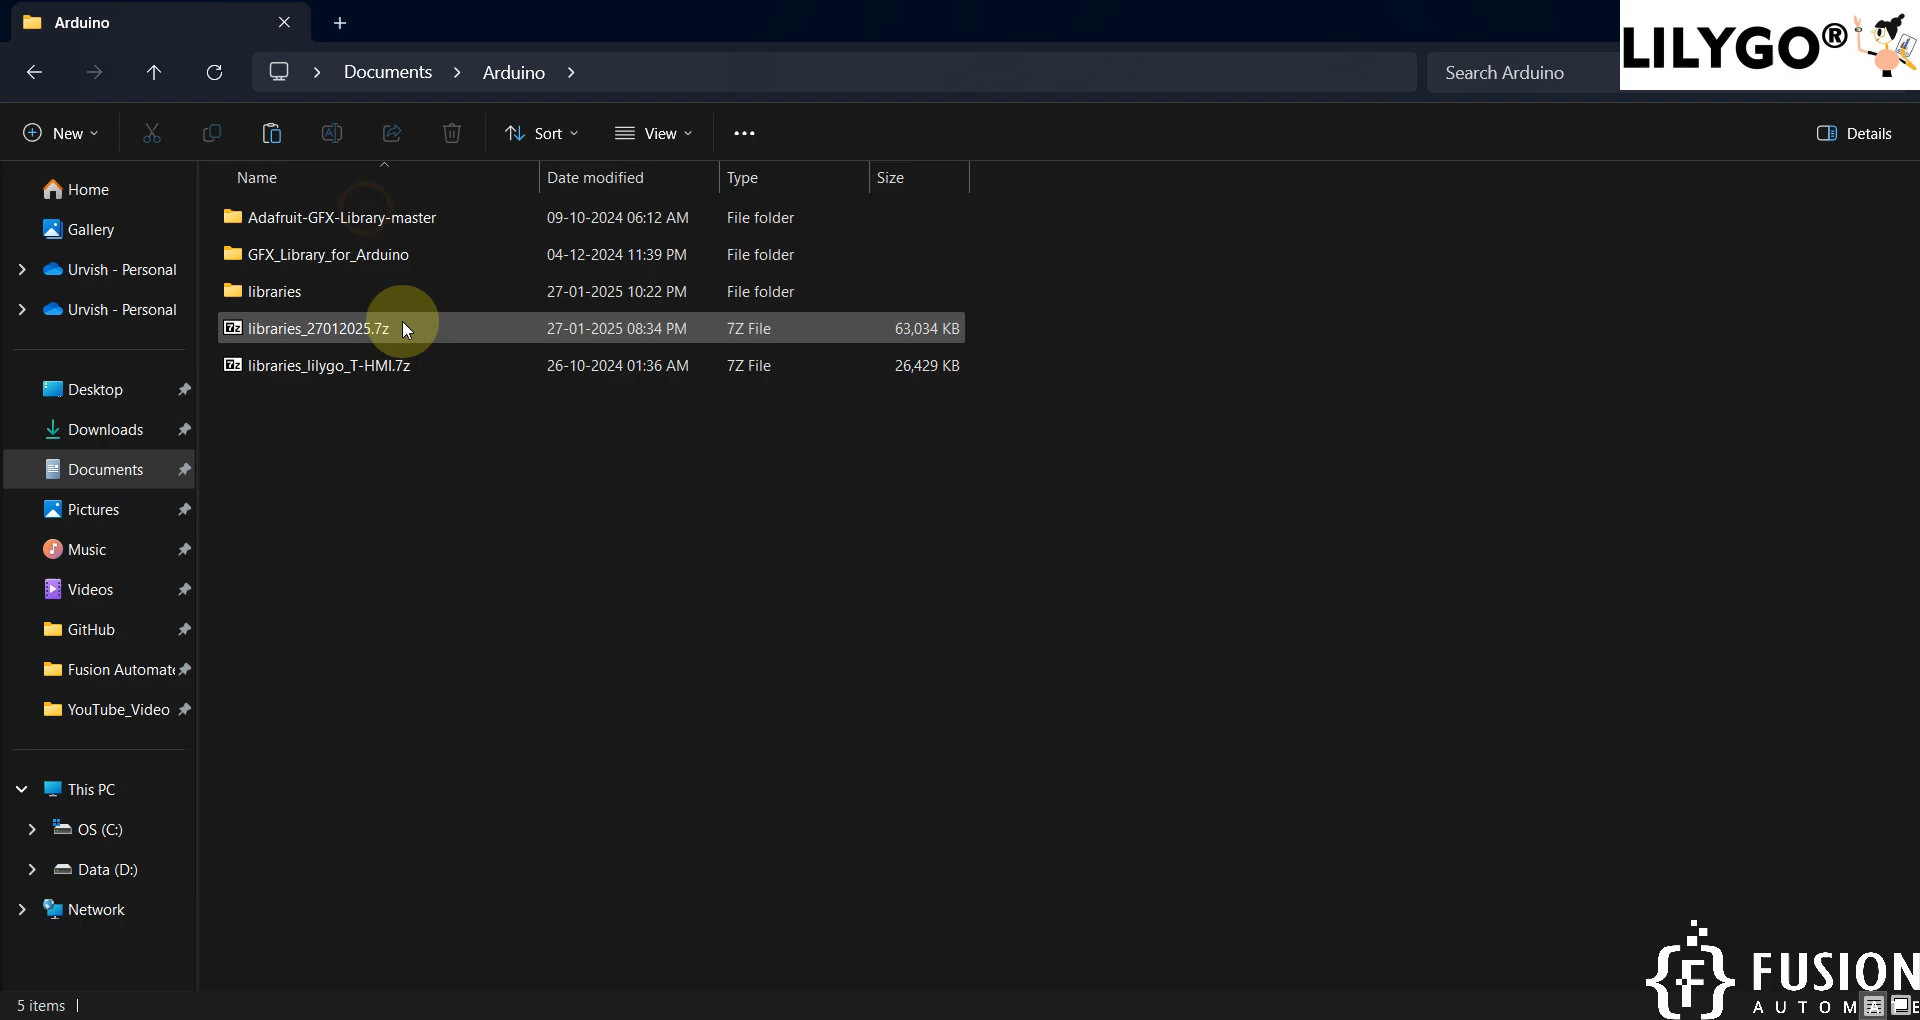 Arduino
LILYGO®
Documents Arduino
Search Arduino
New Sort View Details
Name Date modified Type Size
Home
Gallery
Urvish - Personal
Urvish - Personal
Desktop
Downloads
Documents
Pictures
Music
Videos
GitHub
Fusion Automate
YouTube_Video
This PC
OS (C:)
Data (D:)
Network
Adafruit-GFX-Library-master 09-10-2024 06:12 AM File folder
GFX_Library_for_Arduino 04-12-2024 11:39 PM File folder
libraries 27-01-2025 10:22 PM File folder
7z libraries_27012025.7z 27-01-2025 08:34 PM 7Z File 63,034 KB
7z libraries_lilygo_T-HMI.7z 26-10-2024 01:36 AM 7Z File 26,429 KB
5 items
F FUSION